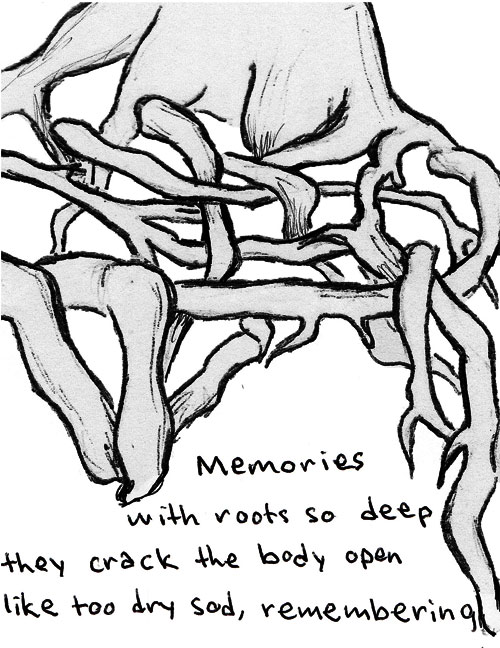 Memories
with roots so deep
they crack the body open
like too dry sod, remembering